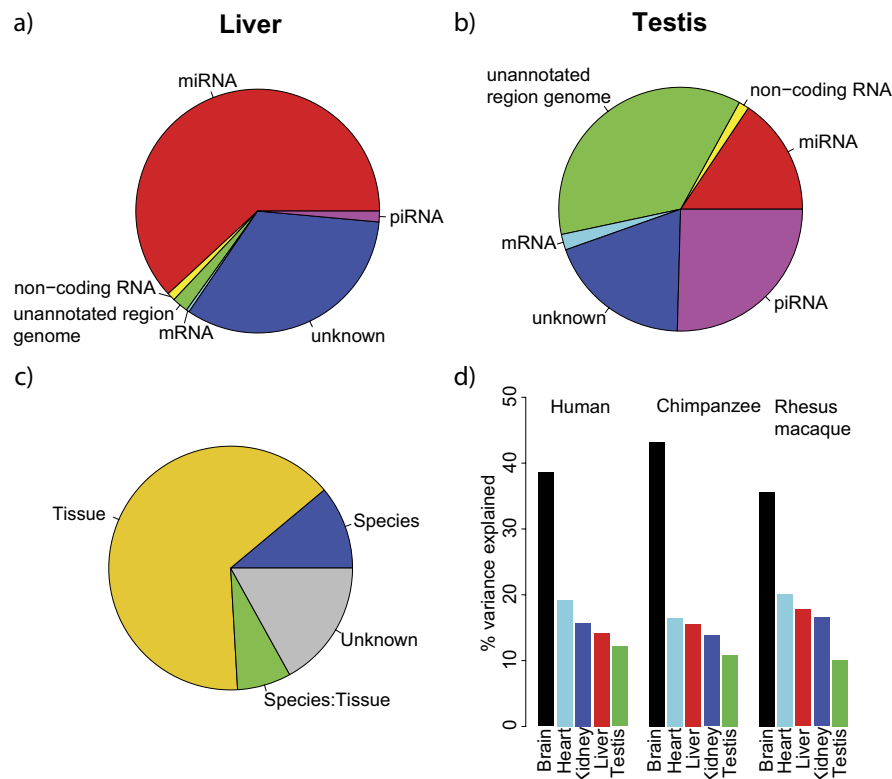 a)
Liver
miRNA
piRNA
non−coding RNA
unannotated region
genome
mRNA
unknown
b)
Testis
unannotated
region genome
non−coding RNA
miRNA
mRNA
unknown
piRNA
c)
Tissue
Species
Unknown
Species:Tissue
d)
% variance explained
0
10
20
30
40
50
Human
Chimpanzee
Rhesus
macaque
Brain
Heart
Kidney
Liver
Testis
Brain
Heart
Liver
Kidney
Testis
Brain
Heart
Liver
Kidney
Testis